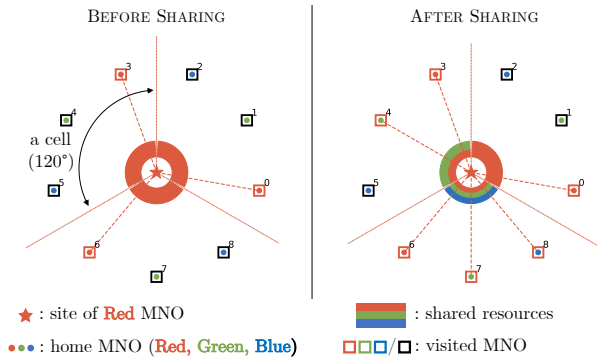 BEFORE SHARING
AFTER SHARING
3
2
4
1
a cell
(120°)
5
0
6
8
7
3
2
4
1
5
0
6
8
7
: site of Red MNO
: shared resources
: home MNO (Red, Green, Blue)
/ : visited MNO